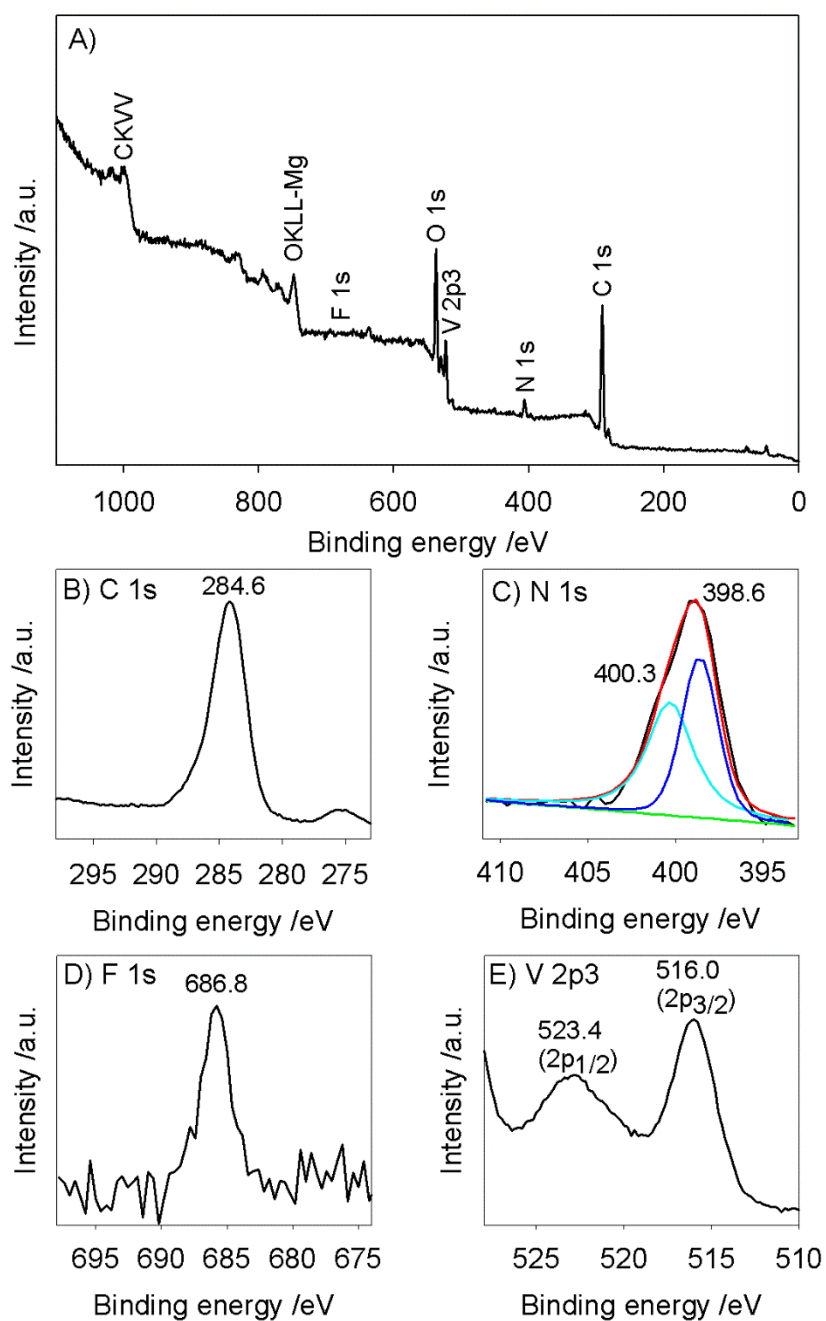 A)
CKVV
OKLL-Mg
F 1s
O 1s
V 2p3
N 1s
C 1s
Intensity /a.u.
1000 800 600 400 200 0
Binding energy /eV
B) C 1s
284.6
Intensity /a.u.
295 290 285 280 275
Binding energy /eV
C) N 1s
398.6
400.3
Intensity /a.u.
410 405 400 395
Binding energy /eV
D) F 1s
686.8
Intensity /a.u.
695 690 685 680 675
Binding energy /eV
E) V 2p3
516.0
(2p3/2)
523.4
(2p1/2)
Intensity /a.u.
525 520 515 510
Binding energy /eV